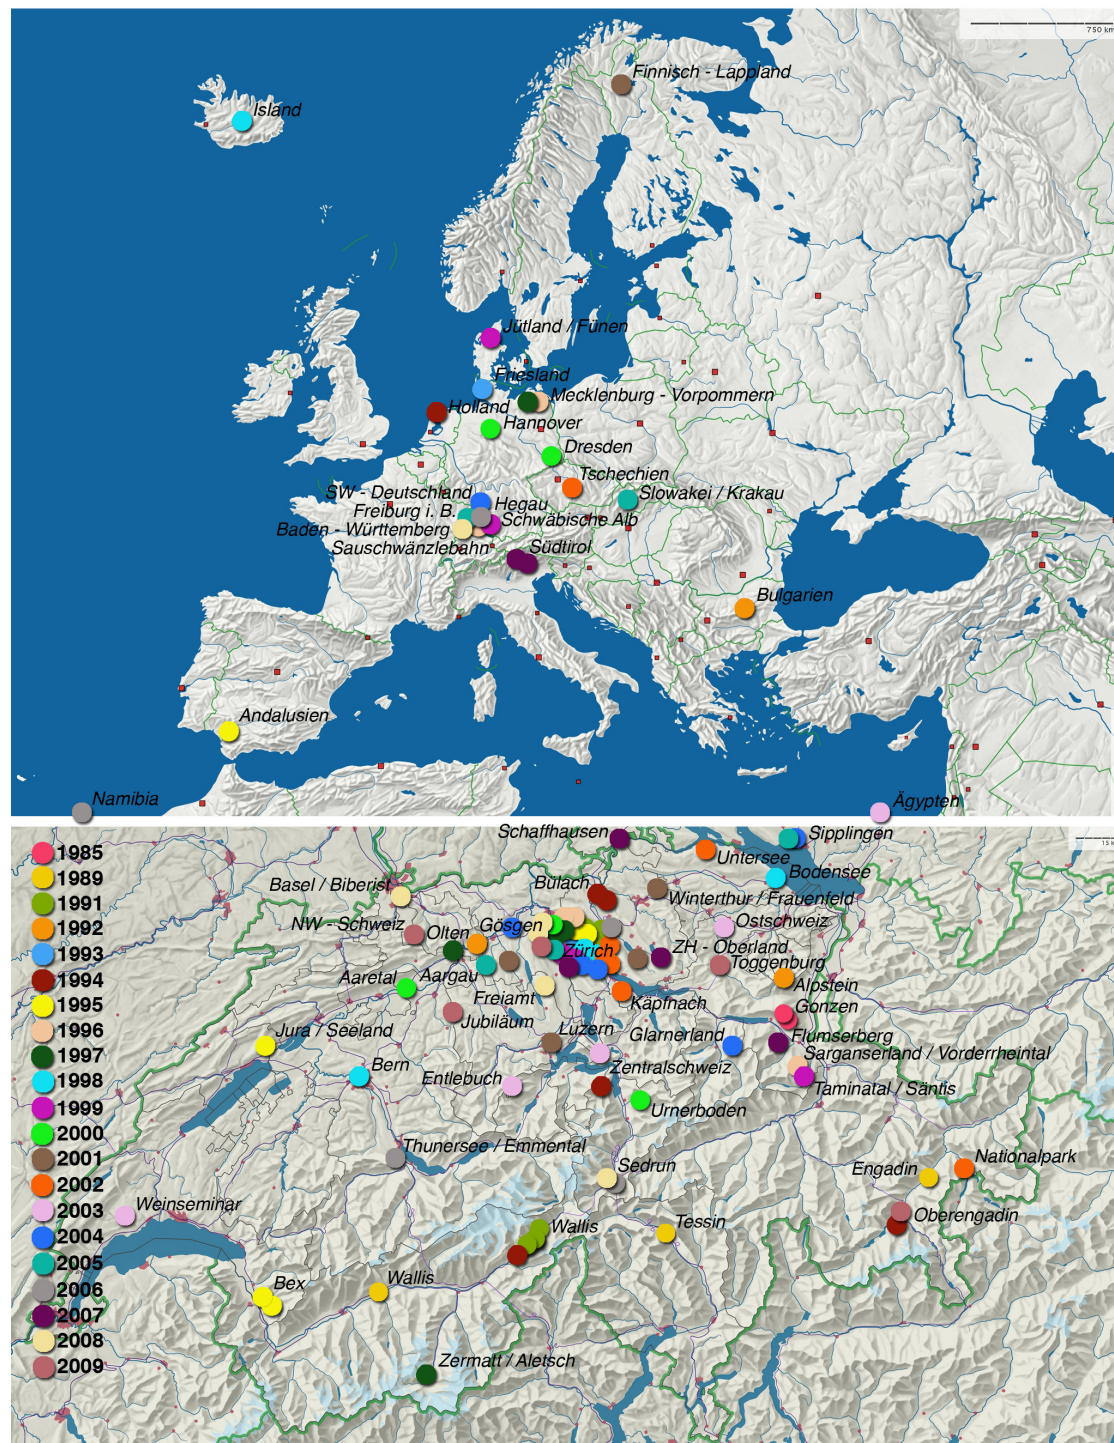 750 km
Finnisch - Lappland
Island
Jütland / Fünen
Friesland
Mecklenburg - Vorpommern
Holland
Hannover
Dresden
Tschechien
SW - Deutschland
Slowakei / Krakau
Hegau
Freiburg i. B.
Schwäbische Alb
Baden - Württemberg
Sauschwänzlebahn
Südtirol
Bulgarien
Andalusien
Namibia
Ägypten
Schaffhausen
Sipplingen
15 k
1985
Untersee
Bodensee
1989
Basel / Biberist
Bülach
Winterthur / Frauenfeld
1991
NW - Schweiz
Gösgen
Ostschweiz
1992
Olten
Zürich
ZH - Oberland
1993
Toggenburg
Aaretal
Aargau
Alpstein
1994
Freiamt
Käpfnach
1995
Gonzen
Jubiläum
1996
Jura / Seeland
Luzern
Glarnerland
Flumserberg
1997
Sarganserland / Vorderrheintal
Bern
Zentralschweiz
1998
Entlebuch
Taminatal / Säntis
1999
Urnerboden
2000
Thunersee / Emmental
2001
Sedrun
Engadin
Nationalpark
2002
Weinseminar
2003
Oberengadin
Wallis
Tessin
2004
2005
Bex
Wallis
2006
2007
2008
Zermatt / Aletsch
2009